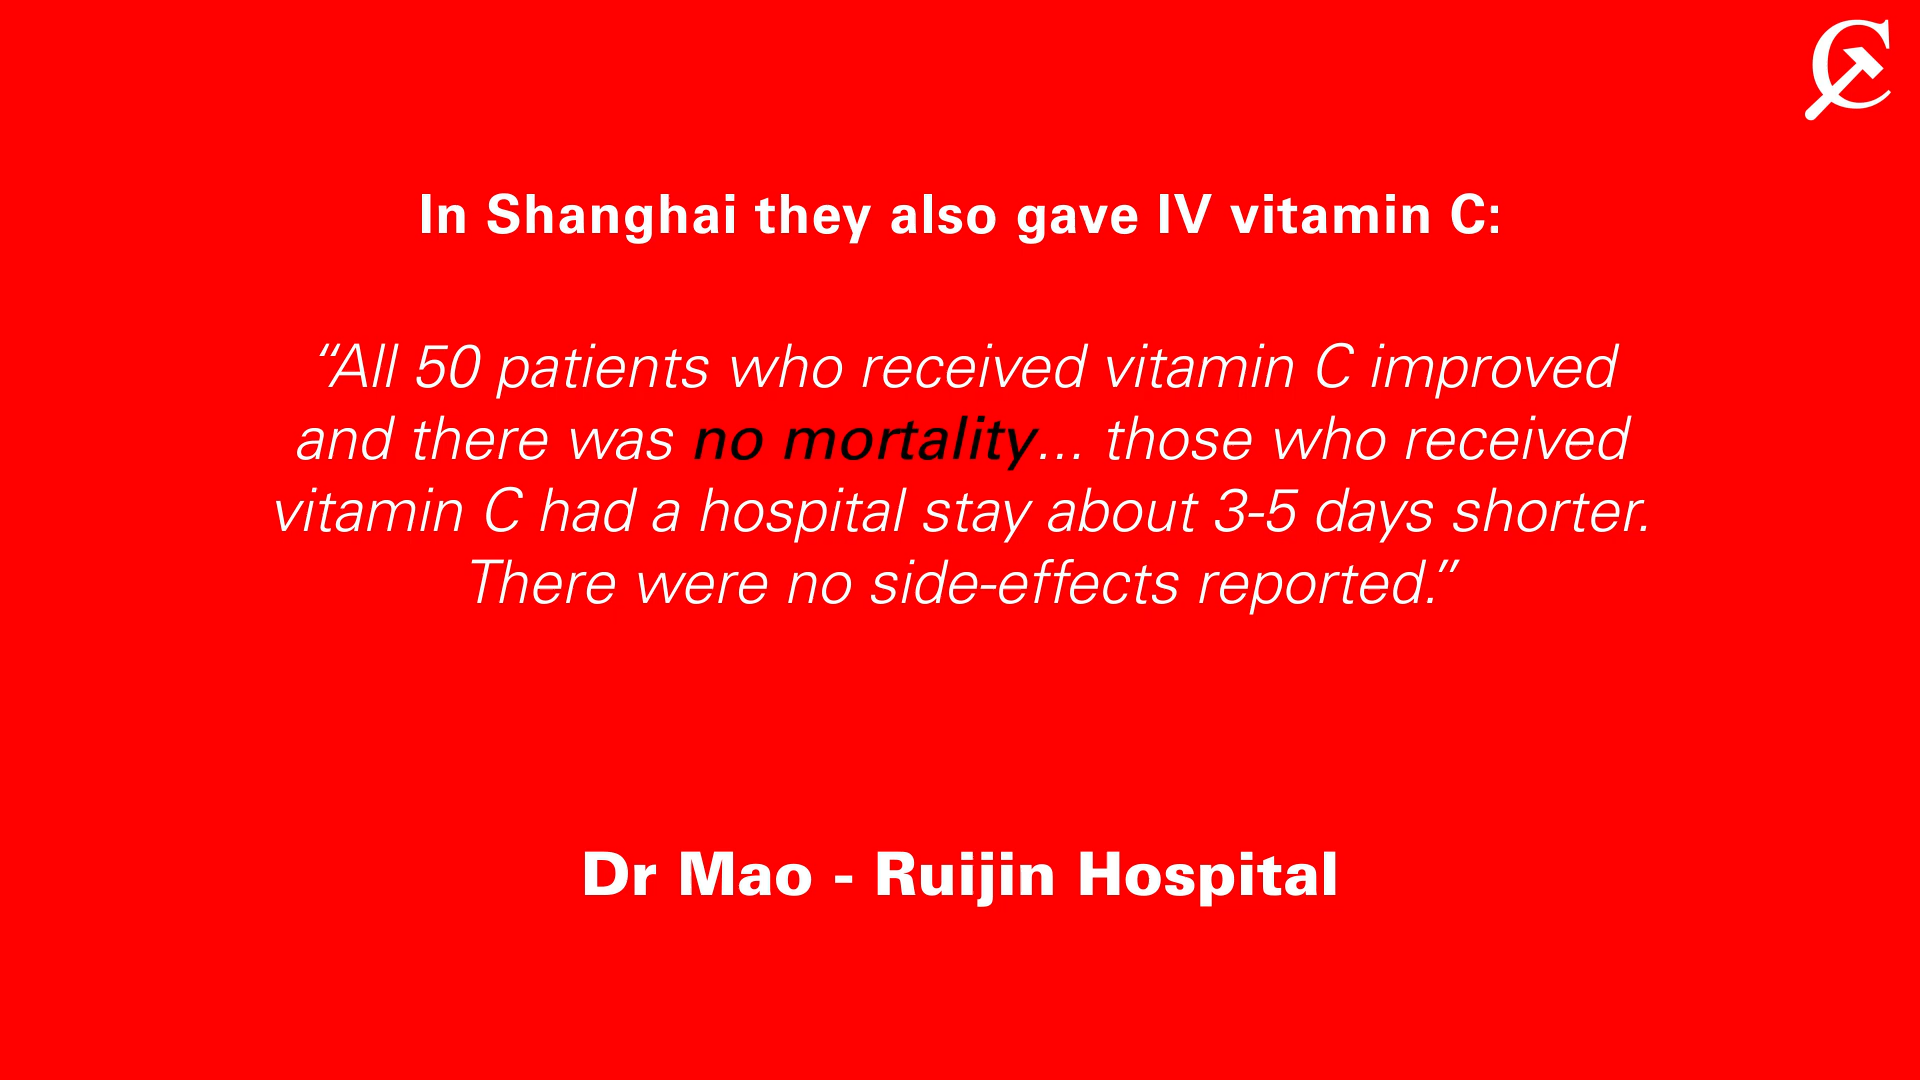 In Shanghai they also gave IV vitamin C:
“All 50 patients who received vitamin C improved
and there was no mortality... those who received
vitamin C had a hospital stay about 3-5 days shorter.
There were no side-effects reported.”
Dr Mao - Ruijin Hospital